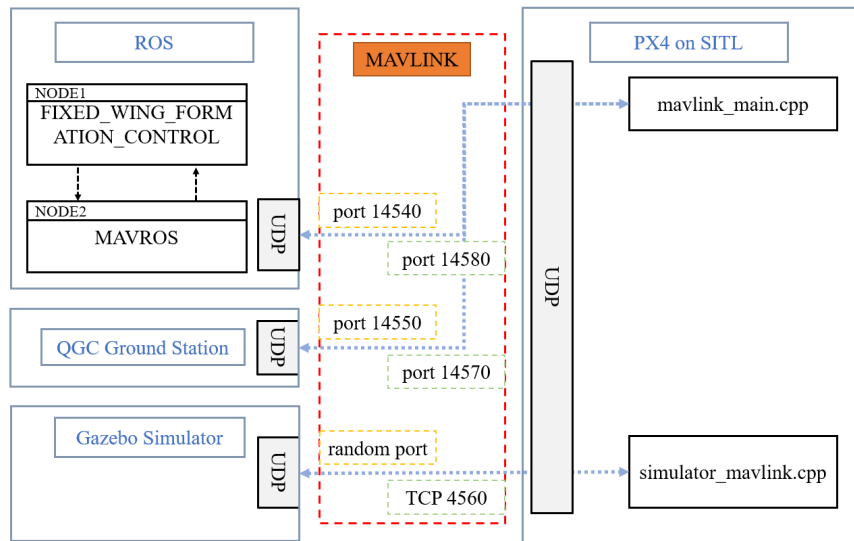 ROS
NODE1
FIXED_WING_FORM
ATION_CONTROL
NODE2
MAVROS
UDP
QGC Ground Station
UDP
Gazebo Simulator
UDP
MAVLINK
port 14540
port 14580
port 14550
port 14570
random port
TCP 4560
PX4 on SITL
UDP
mavlink_main.cpp
simulator_mavlink.cpp